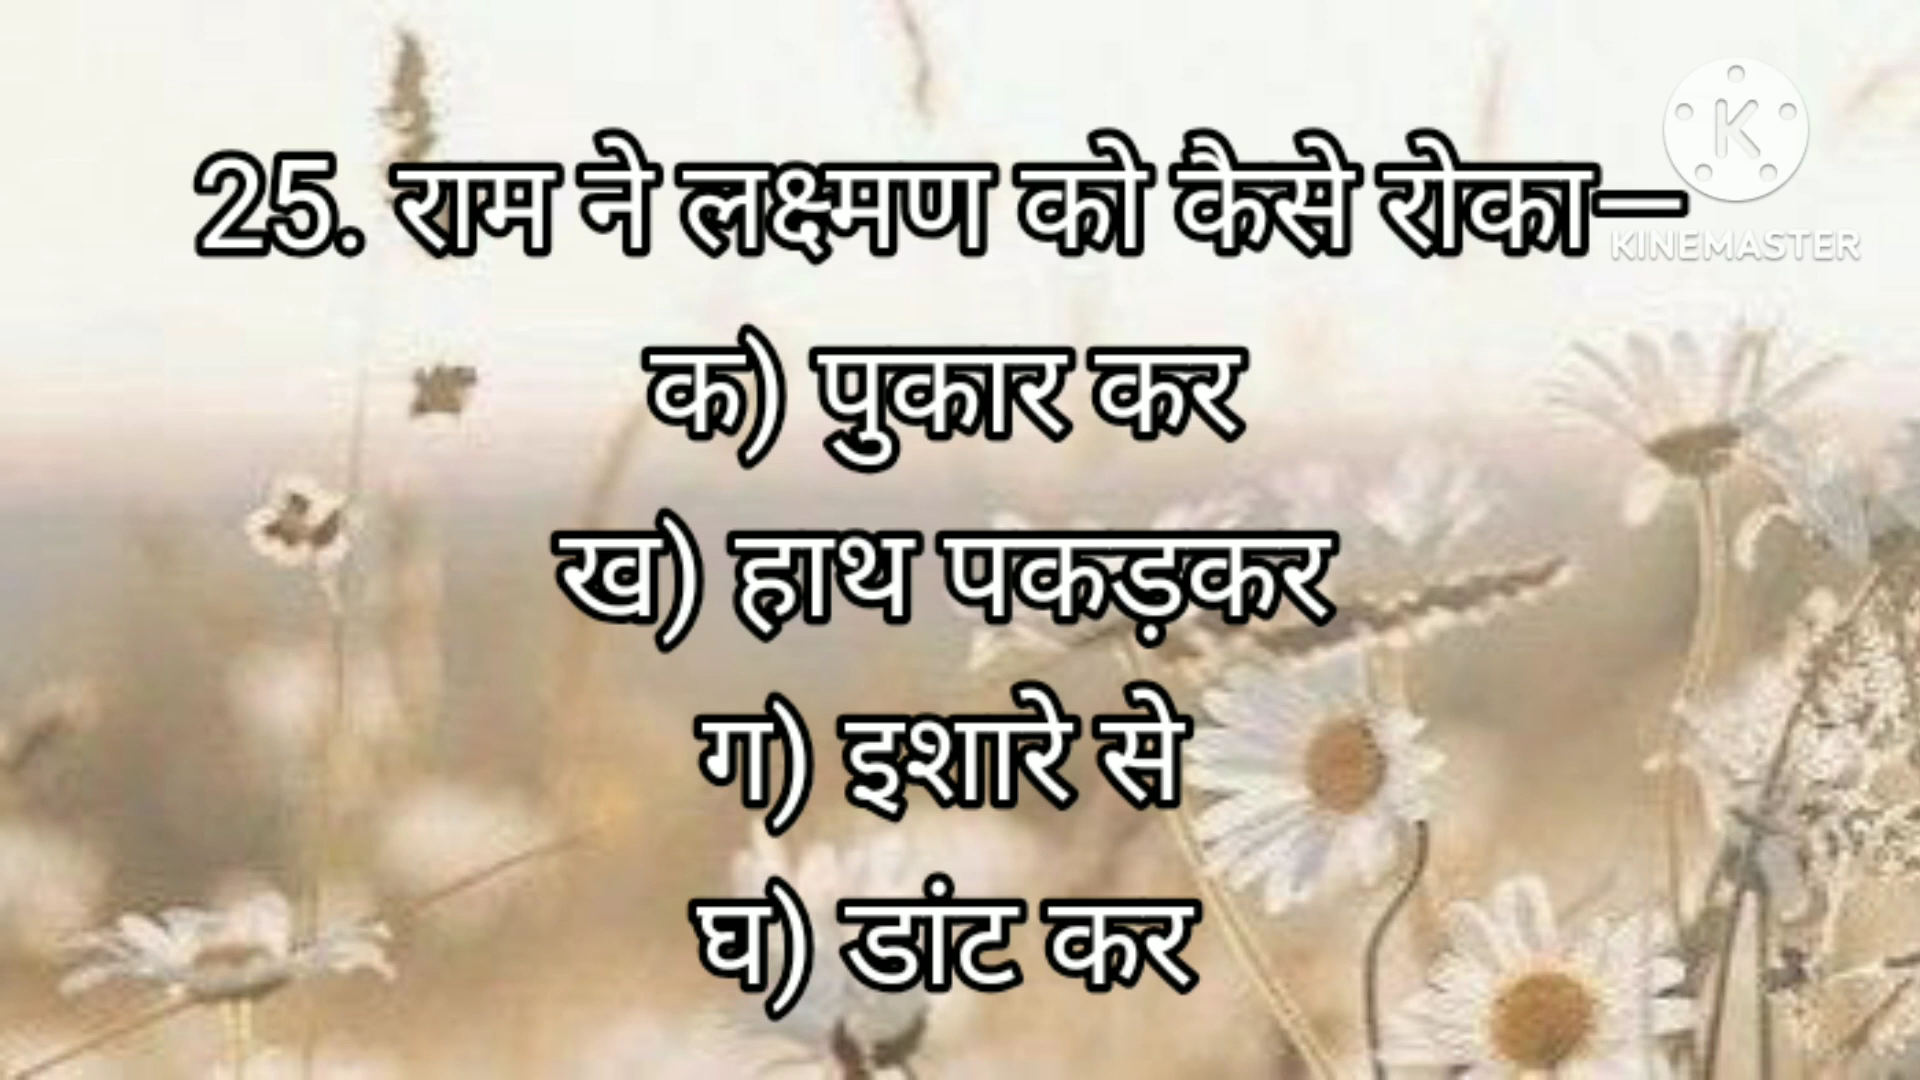 25. राम ने लक्ष्मण को कैसे रोका—
क) पुकार कर
ख) हाथ पकड़कर
ग) इशारे से
घ) डांट कर
K
KINEMASTER